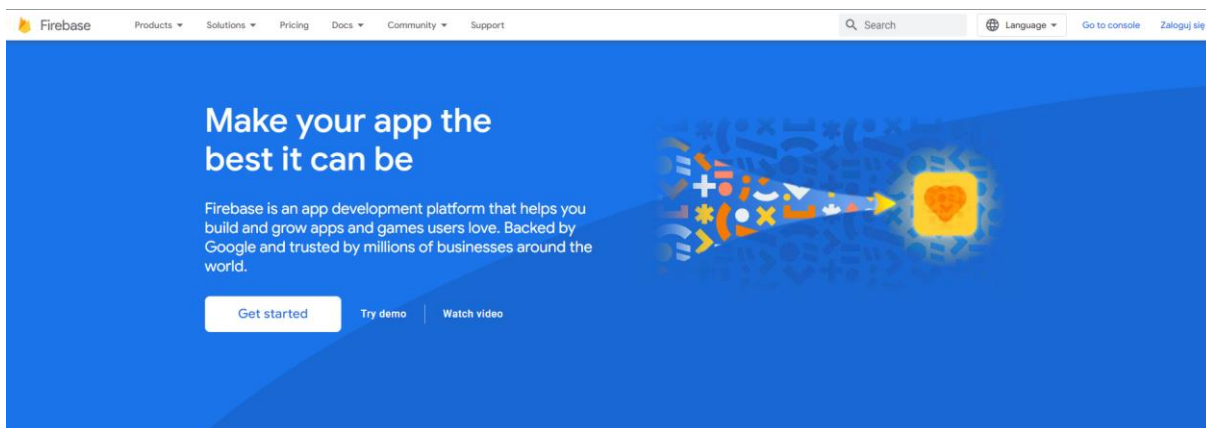 Firebase Products Solutions Pricing Docs Community Support Search Language Go to console Zaloguj się
Make your app the
best it can be
Firebase is an app development platform that helps you
build and grow apps and games users love. Backed by
Google and trusted by millions of businesses around the
world.
Get started Try demo Watch video